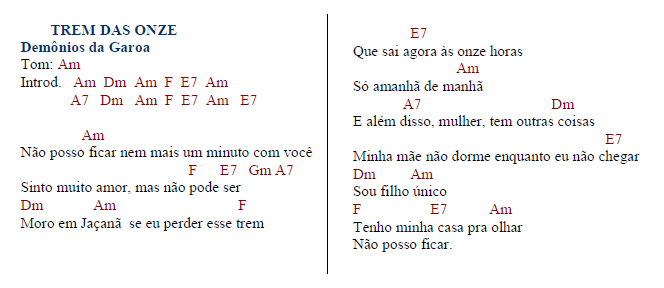 TREM DAS ONZE
Demônios da Garoa
Tom: Am
Introd. Am Dm Am F E7 Am
A7 Dm Am F E7 Am E7
Am
Não posso ficar nem mais um minuto com você
F E7 Gm A7
Sinto muito amor, mas não pode ser
Dm Am F
Moro em Jaçanã se eu perder esse trem
E7
Que sai agora às onze horas
Am
Só amanhã de manhã
A7 Dm
E além disso, mulher, tem outras coisas
E7
Minha mãe não dorme enquanto eu não chegar
Dm Am
Sou filho único
F E7 Am
Tenho minha casa pra olhar
Não posso ficar.